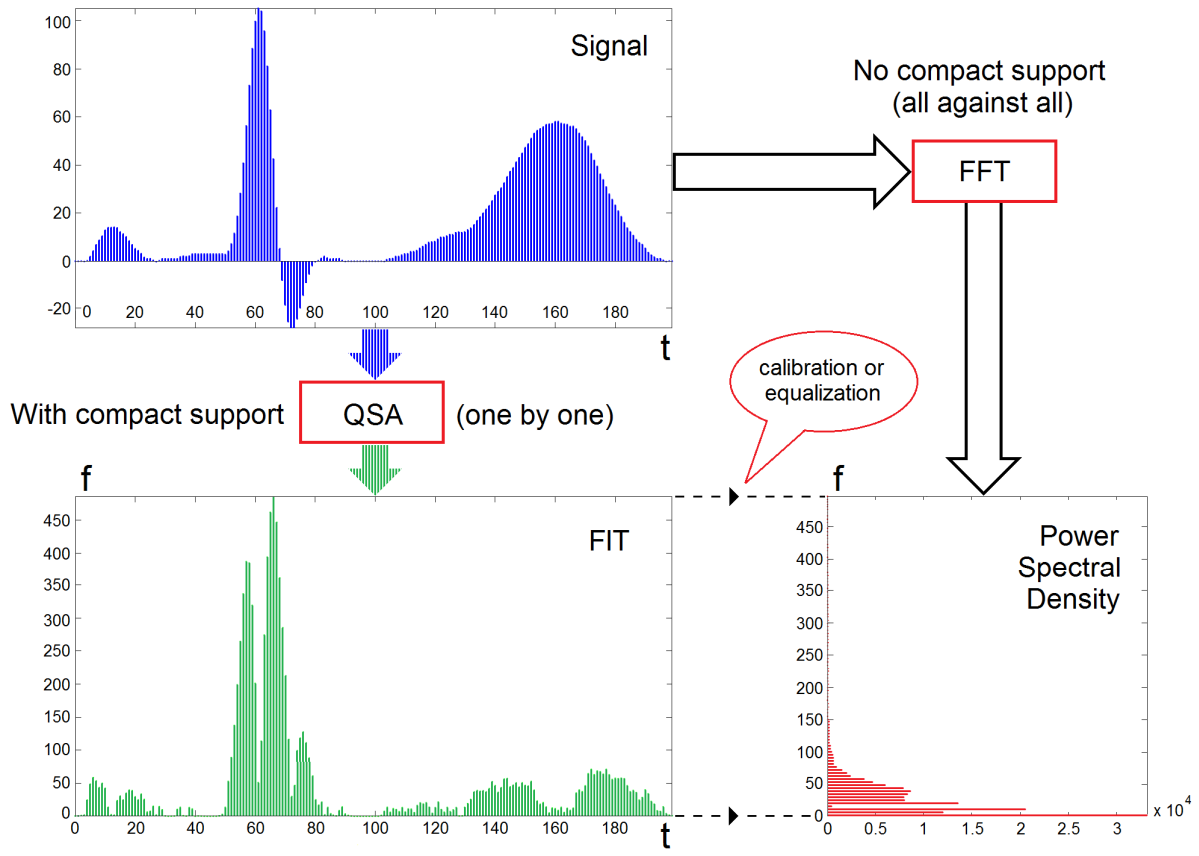 Signal
100
80
60
40
20
0
-20
0 20 40 60 80 100 120 140 160 180
t
No compact support
(all against all)
FFT
With compact support QSA (one by one)
calibration or
equalization
f
FIT
450
400
350
300
250
200
150
100
50
0
0 20 40 60 80 100 120 140 160 180
t
f
Power
Spectral
Density
450
400
350
300
250
200
150
100
50
0
0 0.5 1 1.5 2 2.5 3
x 10^4